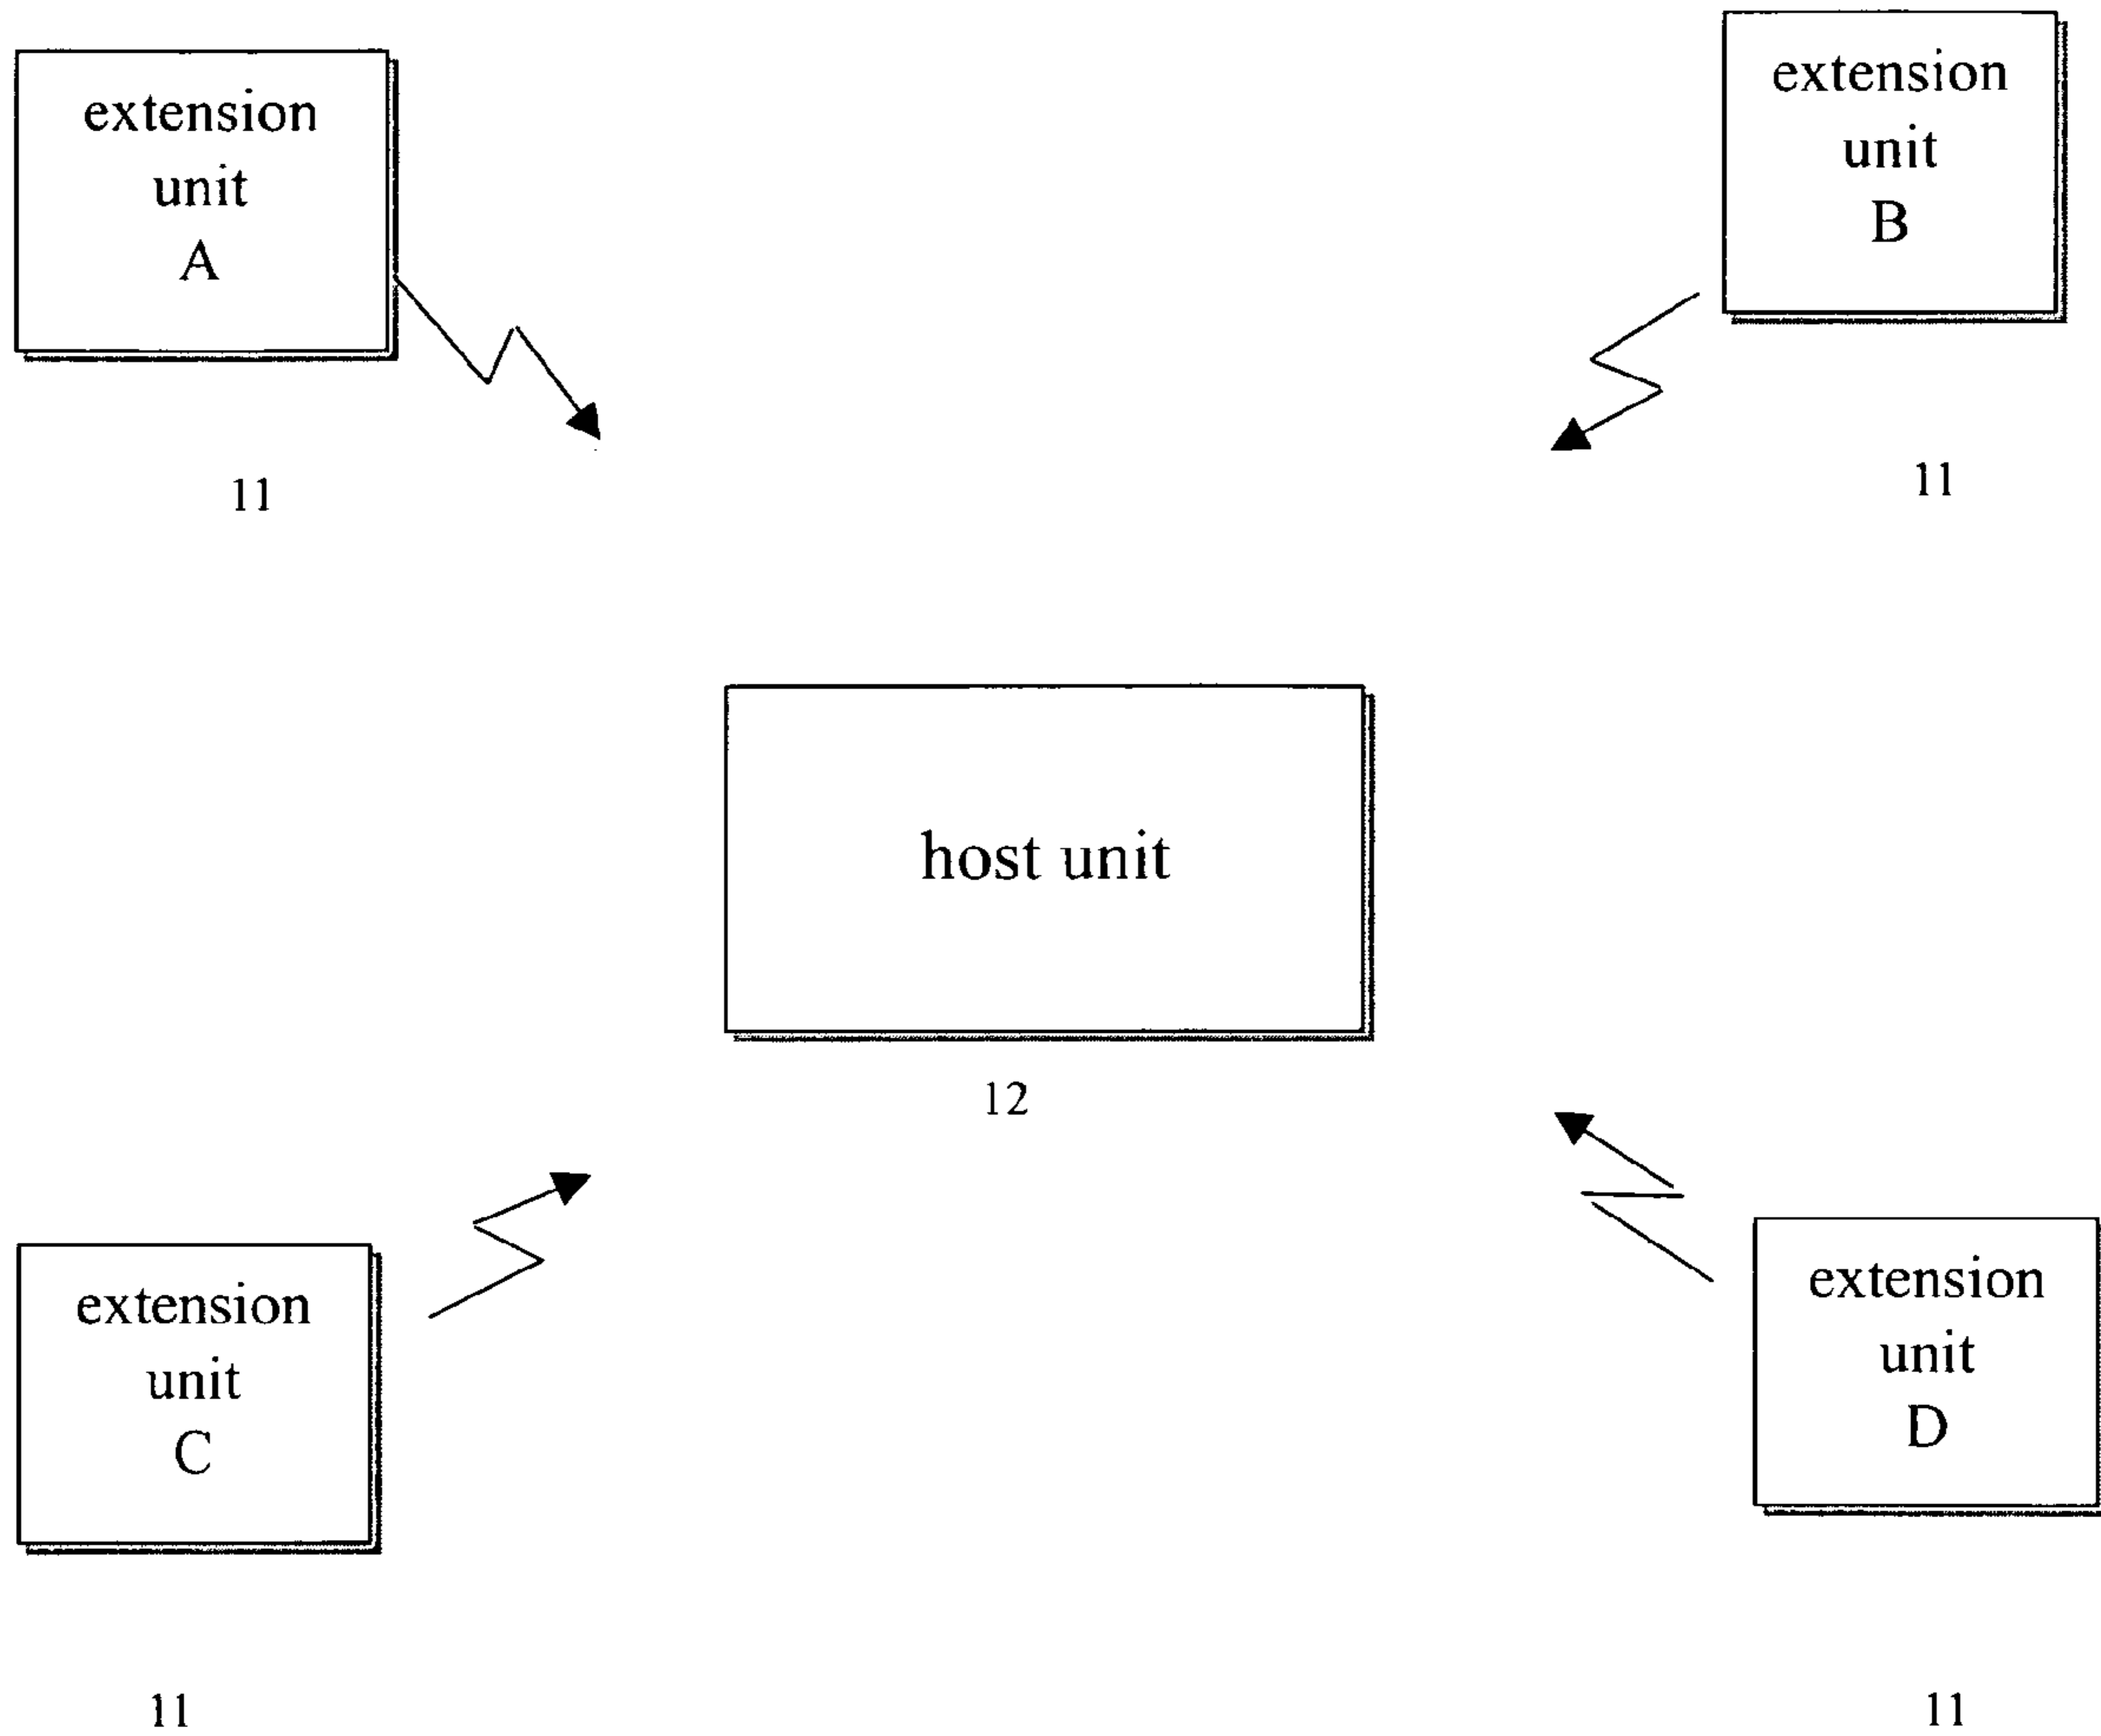 extension
unit
A
11
extension
unit
B
11
host unit
12
extension
unit
C
11
extension
unit
D
11